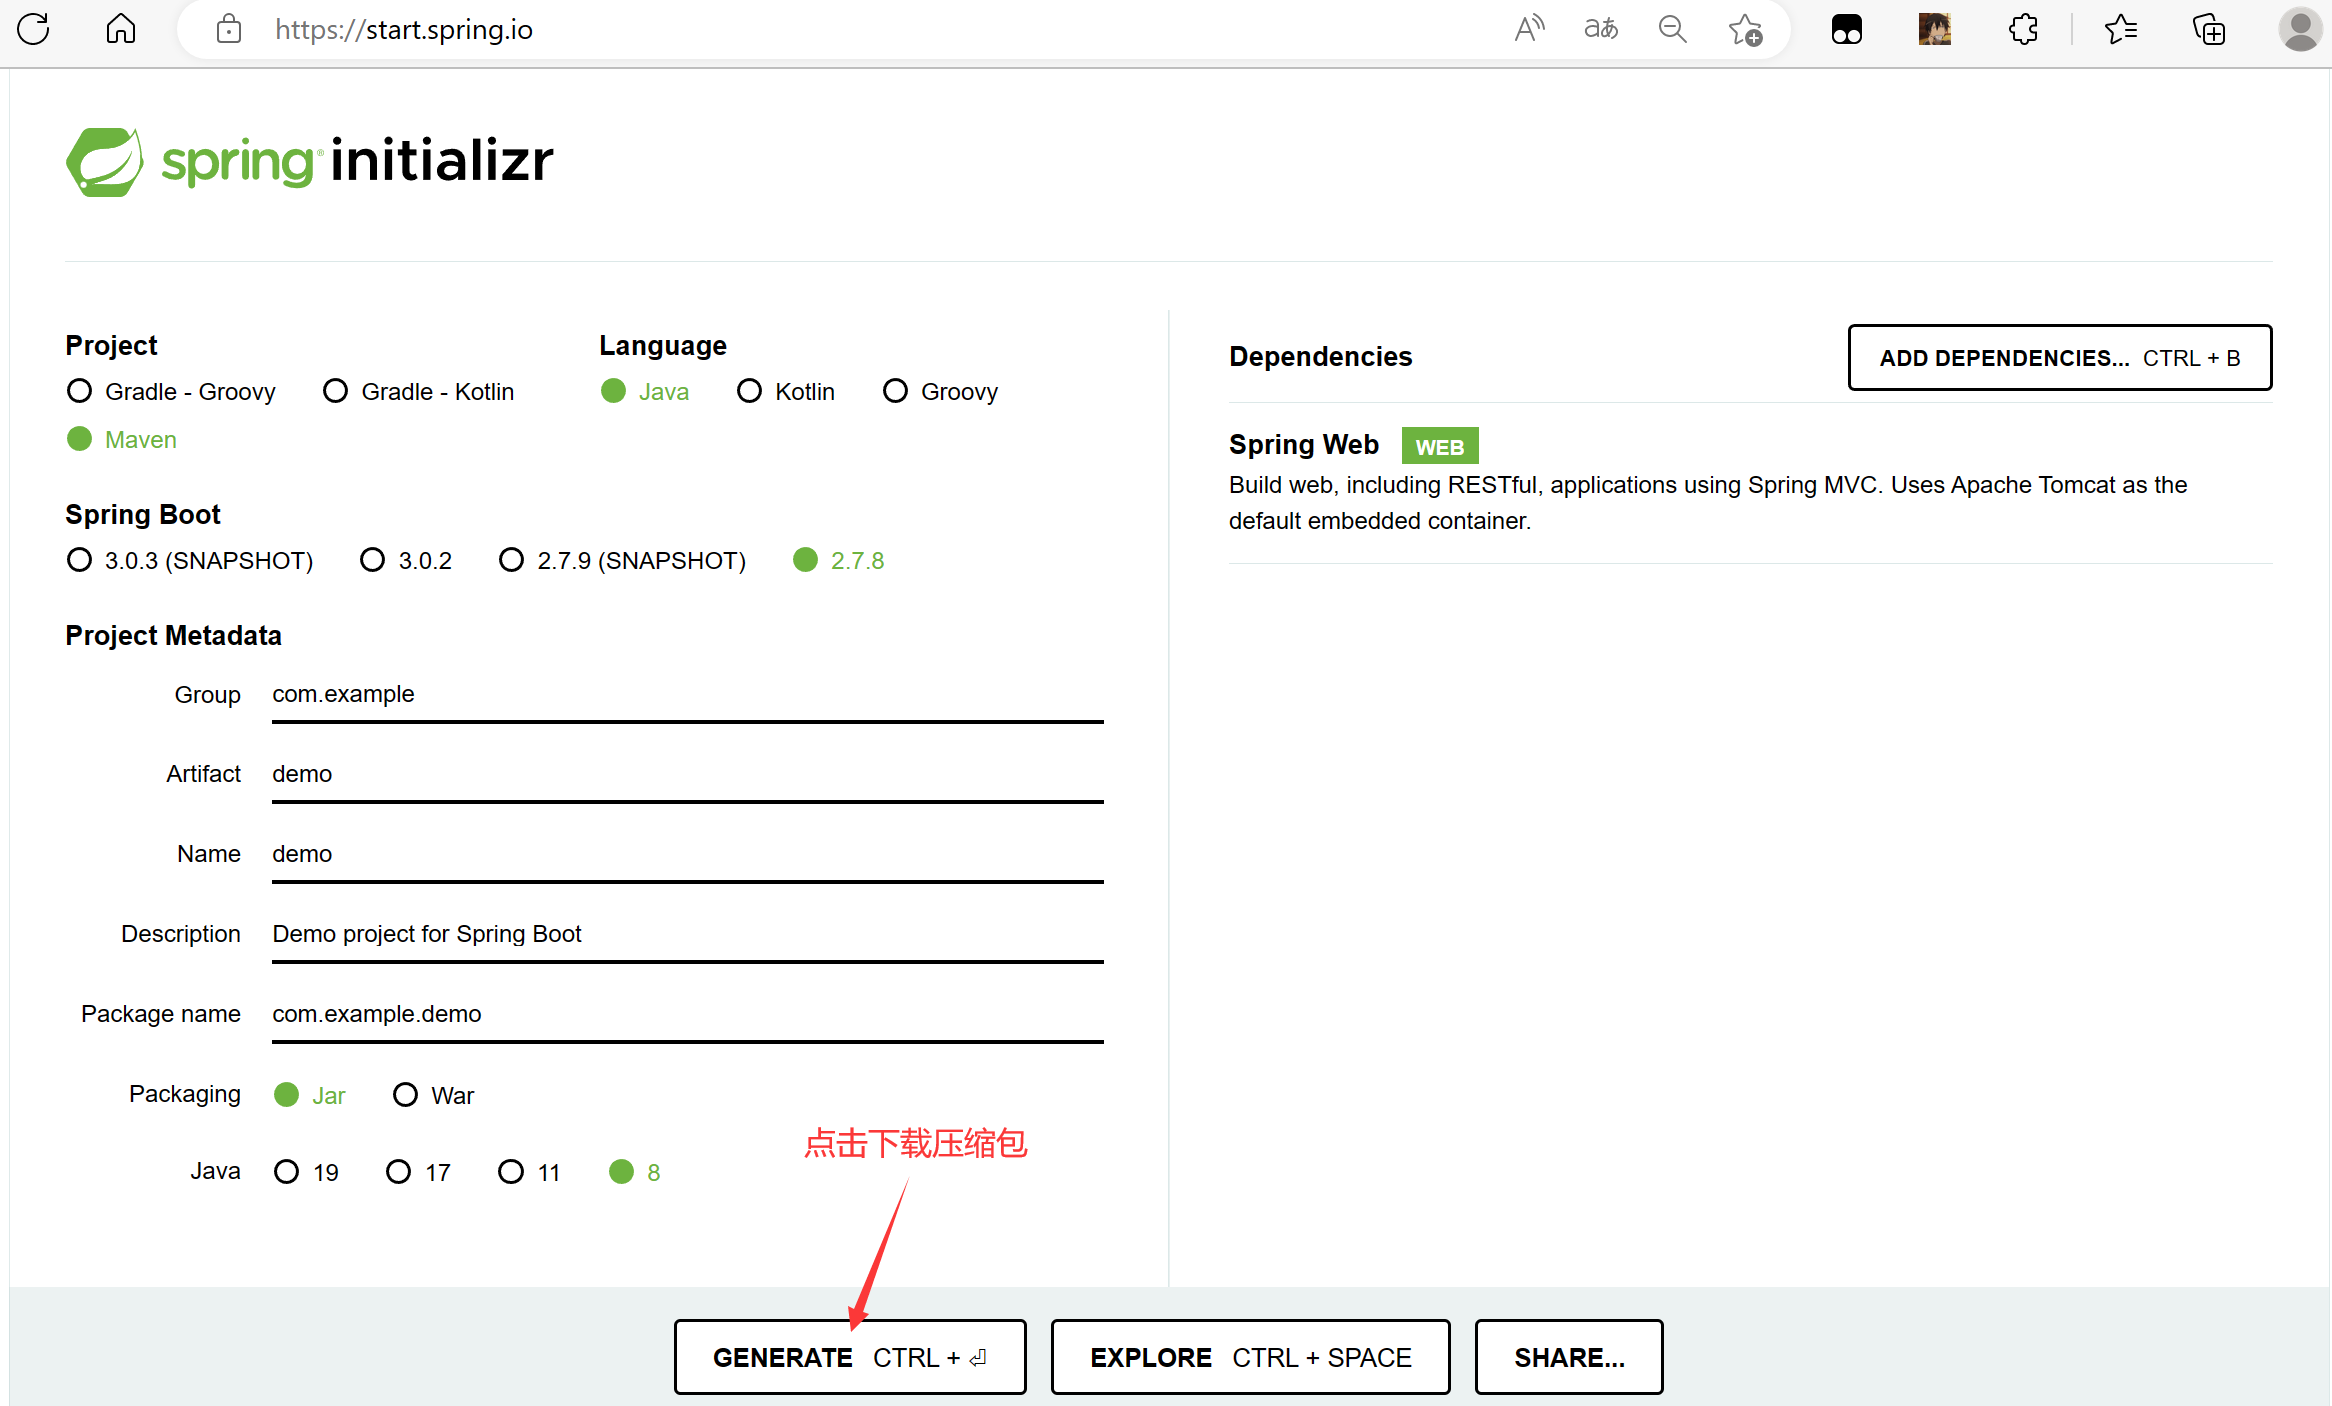 https://start.spring.io
spring initializr
Project
Gradle - Groovy Gradle - Kotlin
Maven
Language
Java Kotlin Groovy
Spring Boot
3.0.3 (SNAPSHOT) 3.0.2 2.7.9 (SNAPSHOT) 2.7.8
Project Metadata
Group com.example
Artifact demo
Name demo
Description Demo project for Spring Boot
Package name com.example.demo
Packaging Jar War
Java 19 17 11 8
Dependencies
ADD DEPENDENCIES... CTRL + B
Spring Web WEB
Build web, including RESTful, applications using Spring MVC. Uses Apache Tomcat as the
default embedded container.
点击下载压缩包
GENERATE CTRL + ⏎
EXPLORE CTRL + SPACE
SHARE...